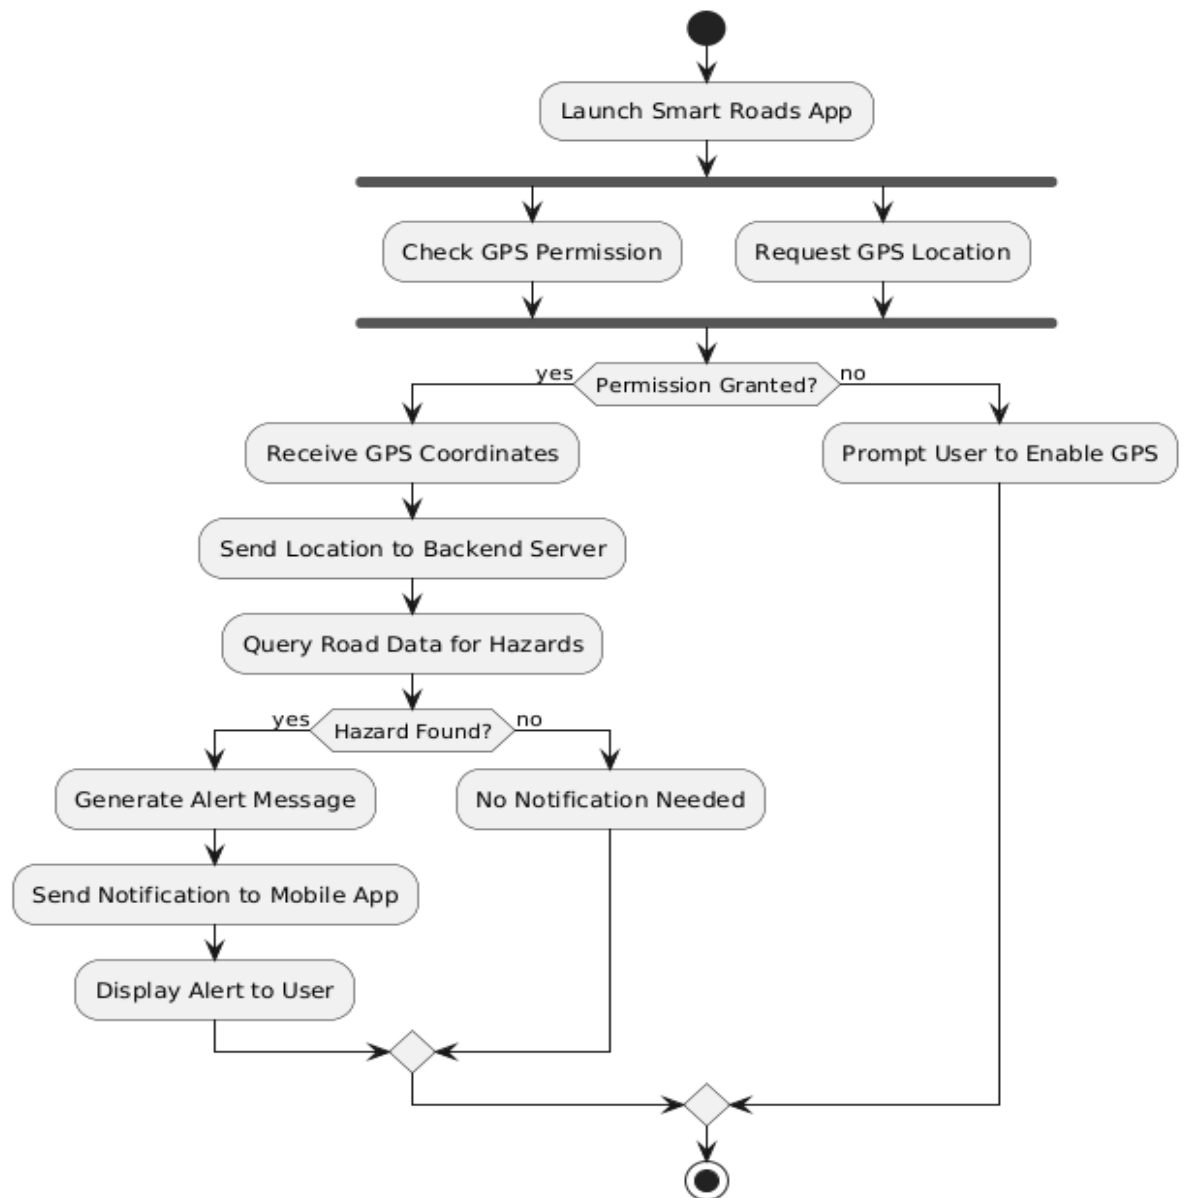 Launch Smart Roads App
Check GPS Permission
Request GPS Location
yes
Permission Granted?
no
Receive GPS Coordinates
Prompt User to Enable GPS
Send Location to Backend Server
Query Road Data for Hazards
yes
Hazard Found?
no
Generate Alert Message
No Notification Needed
Send Notification to Mobile App
Display Alert to User